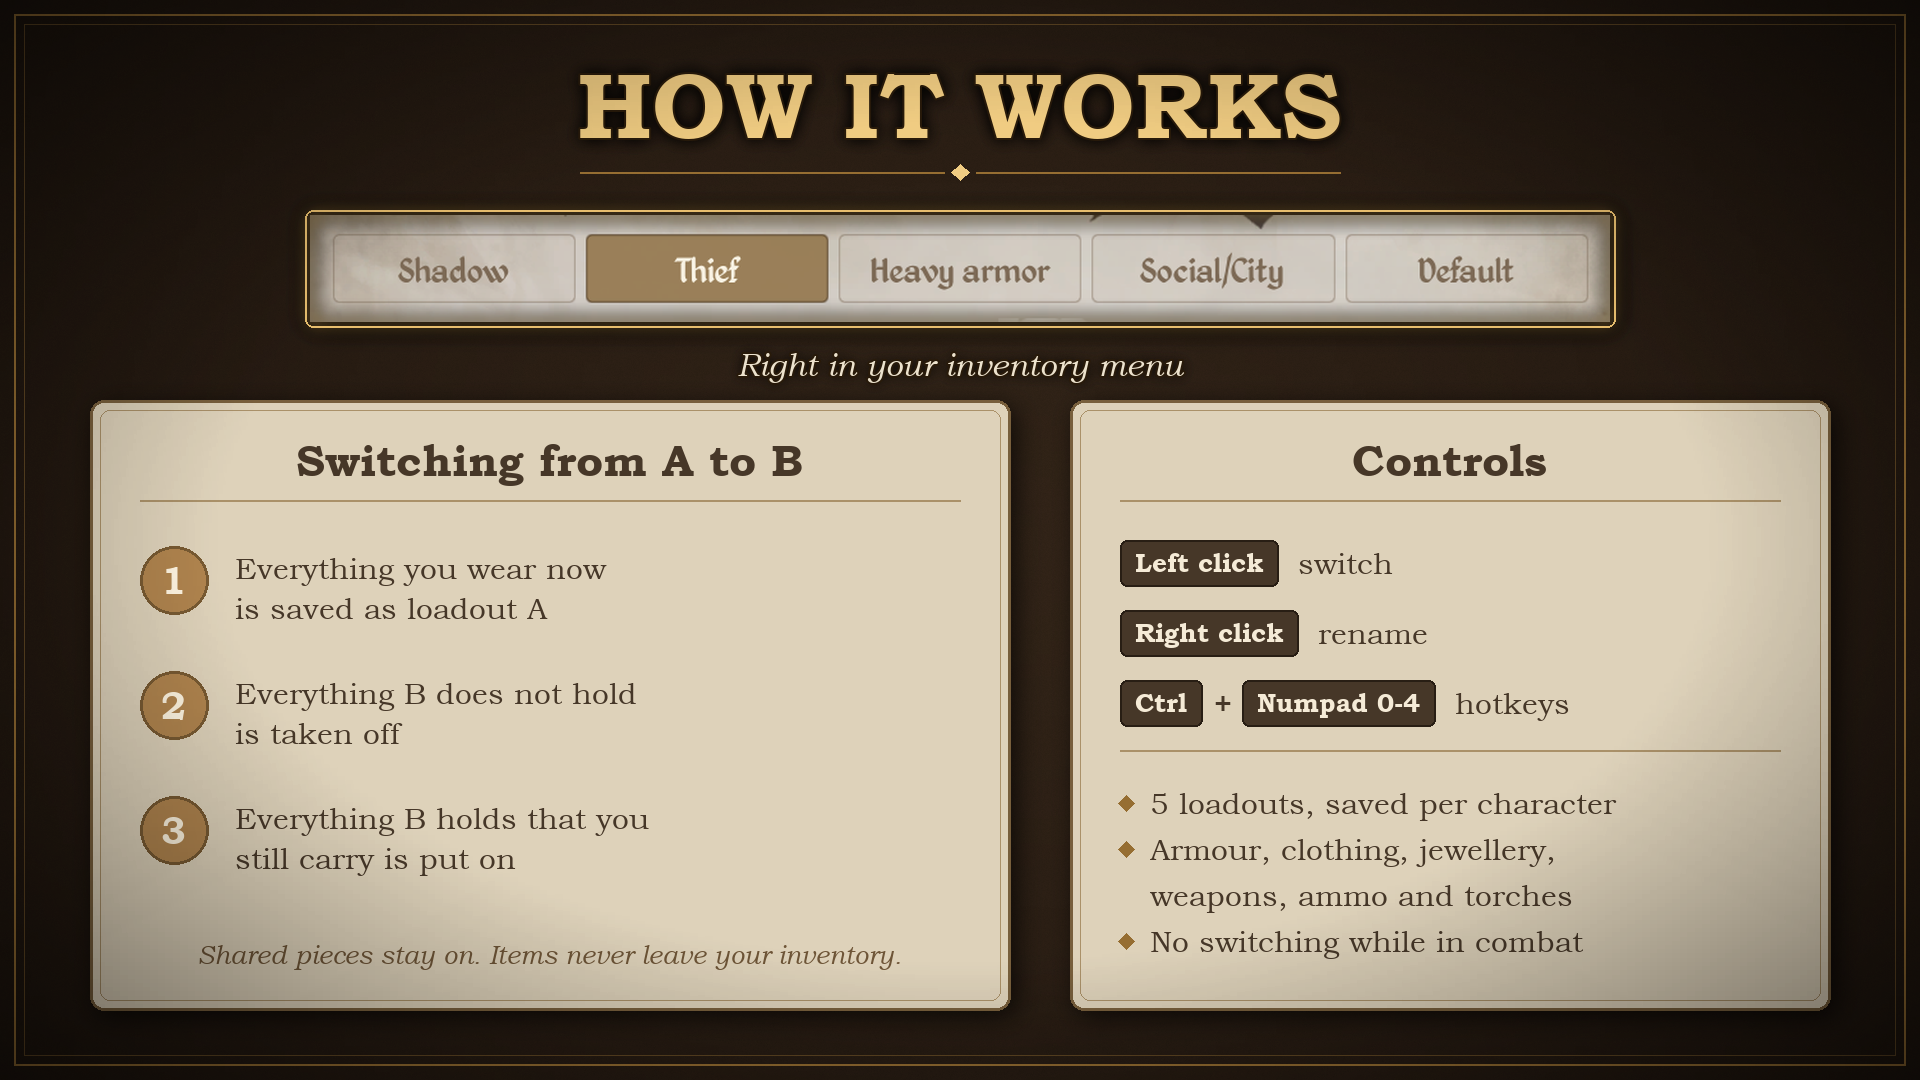 HOW IT WORKS
Shadow
Thief
Heavy armor
Social/City
Default
Right in your inventory menu
Switching from A to B
1
Everything you wear now
is saved as loadout A
2
Everything B does not hold
is taken off
3
Everything B holds that you
still carry is put on
Shared pieces stay on. Items never leave your inventory.
Controls
Left click switch
Right click rename
Ctrl + Numpad 0-4 hotkeys
5 loadouts, saved per character
Armour, clothing, jewellery,
weapons, ammo and torches
No switching while in combat